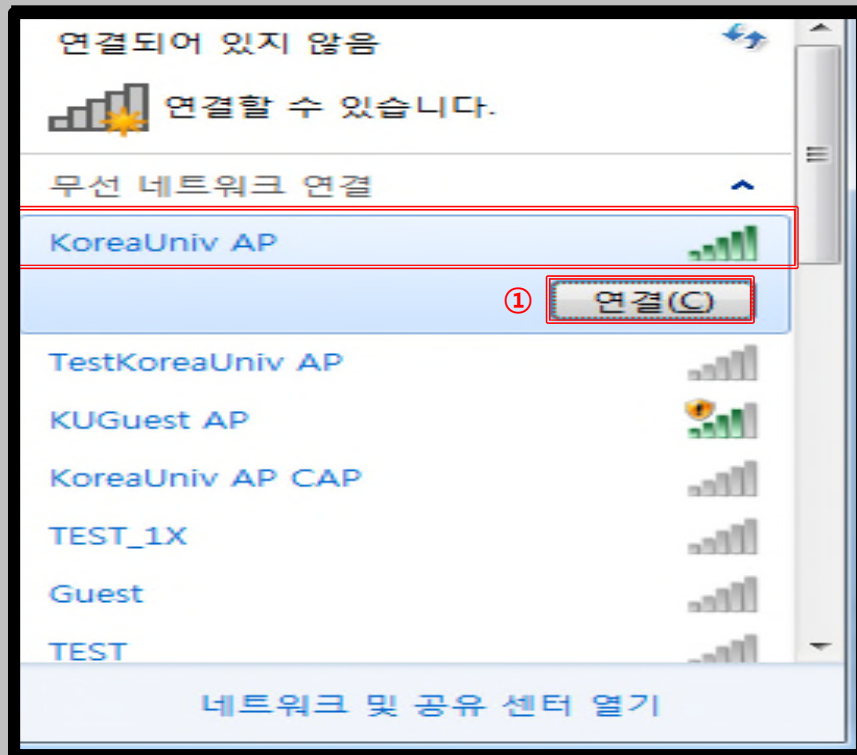 연결되어 있지 않음
연결할 수 있습니다.
무선 네트워크 연결
KoreaUniv AP
① 연결(C)
TestKoreaUniv AP
KUGuest AP
KoreaUniv AP CAP
TEST_1X
Guest
TEST
네트워크 및 공유 센터 열기